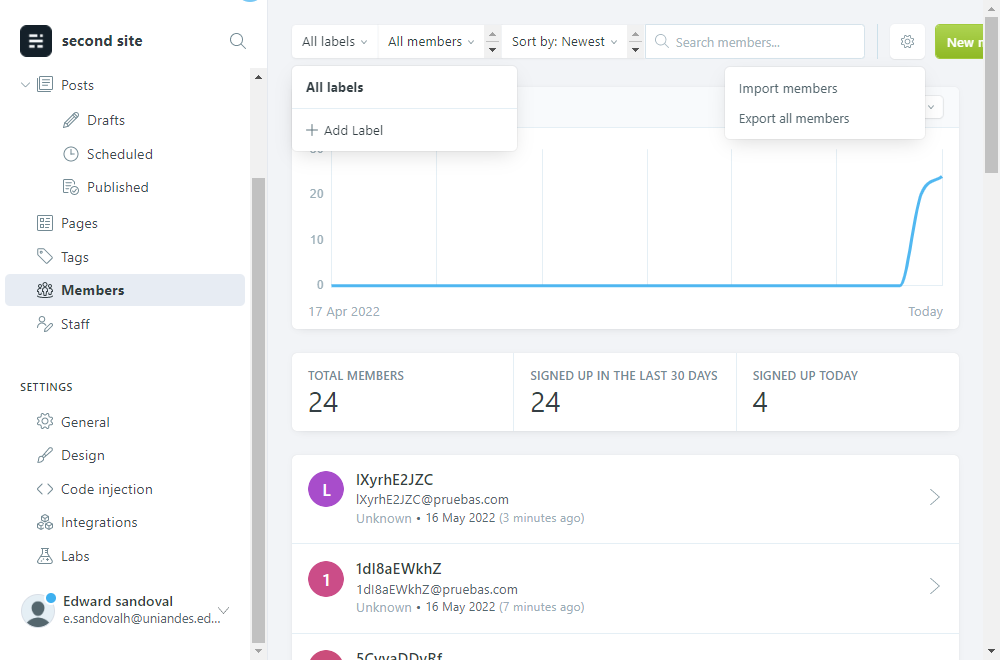 second site
Posts
Drafts
Scheduled
Published
Pages
Tags
Members
Staff
SETTINGS
General
Design
Code injection
Integrations
Labs
Edward sandoval
e.sandovalh@uniandes.ed...
All labels
All members
Sort by: Newest
Search members...
New
All labels
Add Label
Import members
Export all members
20
10
0
17 Apr 2022
Today
TOTAL MEMBERS
24
SIGNED UP IN THE LAST 30 DAYS
24
SIGNED UP TODAY
4
L
lXyrhE2JZC
lXyrhE2JZC@pruebas.com
Unknown • 16 May 2022 (3 minutes ago)
1
1dI8aEWkhZ
1dI8aEWkhZ@pruebas.com
Unknown • 16 May 2022 (7 minutes ago)